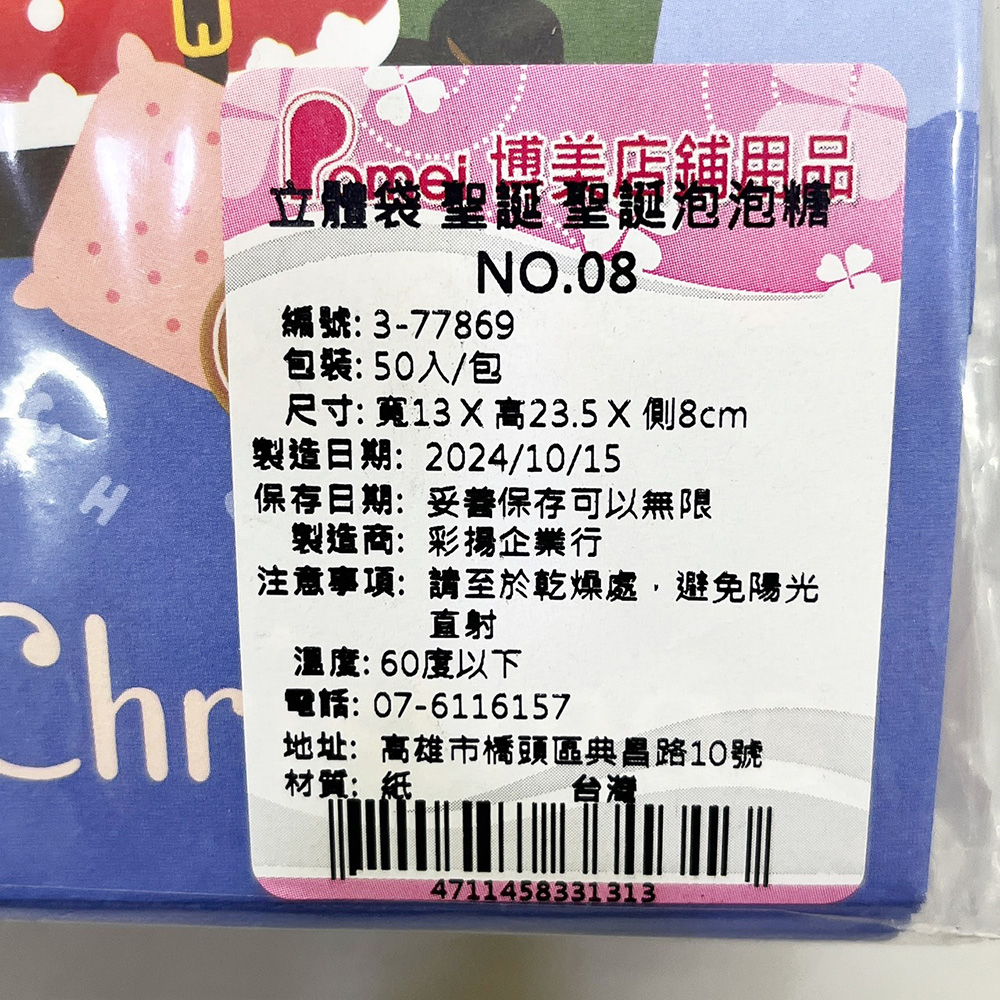 Pomei 博美店鋪用品
立體袋 聖誕 聖誕泡泡糖
NO.08
編號: 3-77869
包裝: 50入/包
尺寸: 寬13 X 高23.5 X 側8cm
製造日期: 2024/10/15
保存日期: 妥善保存可以無限
製造商: 彩揚企業行
注意事項: 請至於乾燥處，避免陽光
直射
溫度: 60度以下
電話: 07-6116157
地址: 高雄市橋頭區典昌路10號
材質: 紙 台灣
4711458331313
C
H
Chr